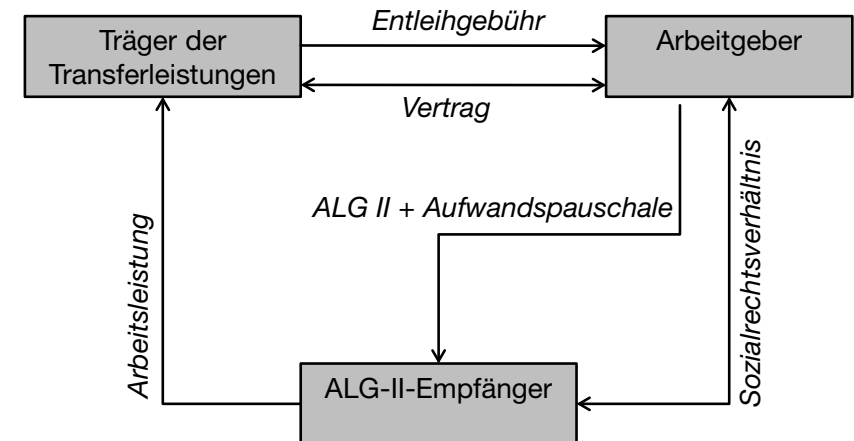 Entleihgebühr
Träger der
Transferleistungen
Arbeitgeber
Vertrag
ALG II + Aufwandspauschale
Arbeitsleistung
Sozialrechtsverhältnis
ALG-II-Empfänger